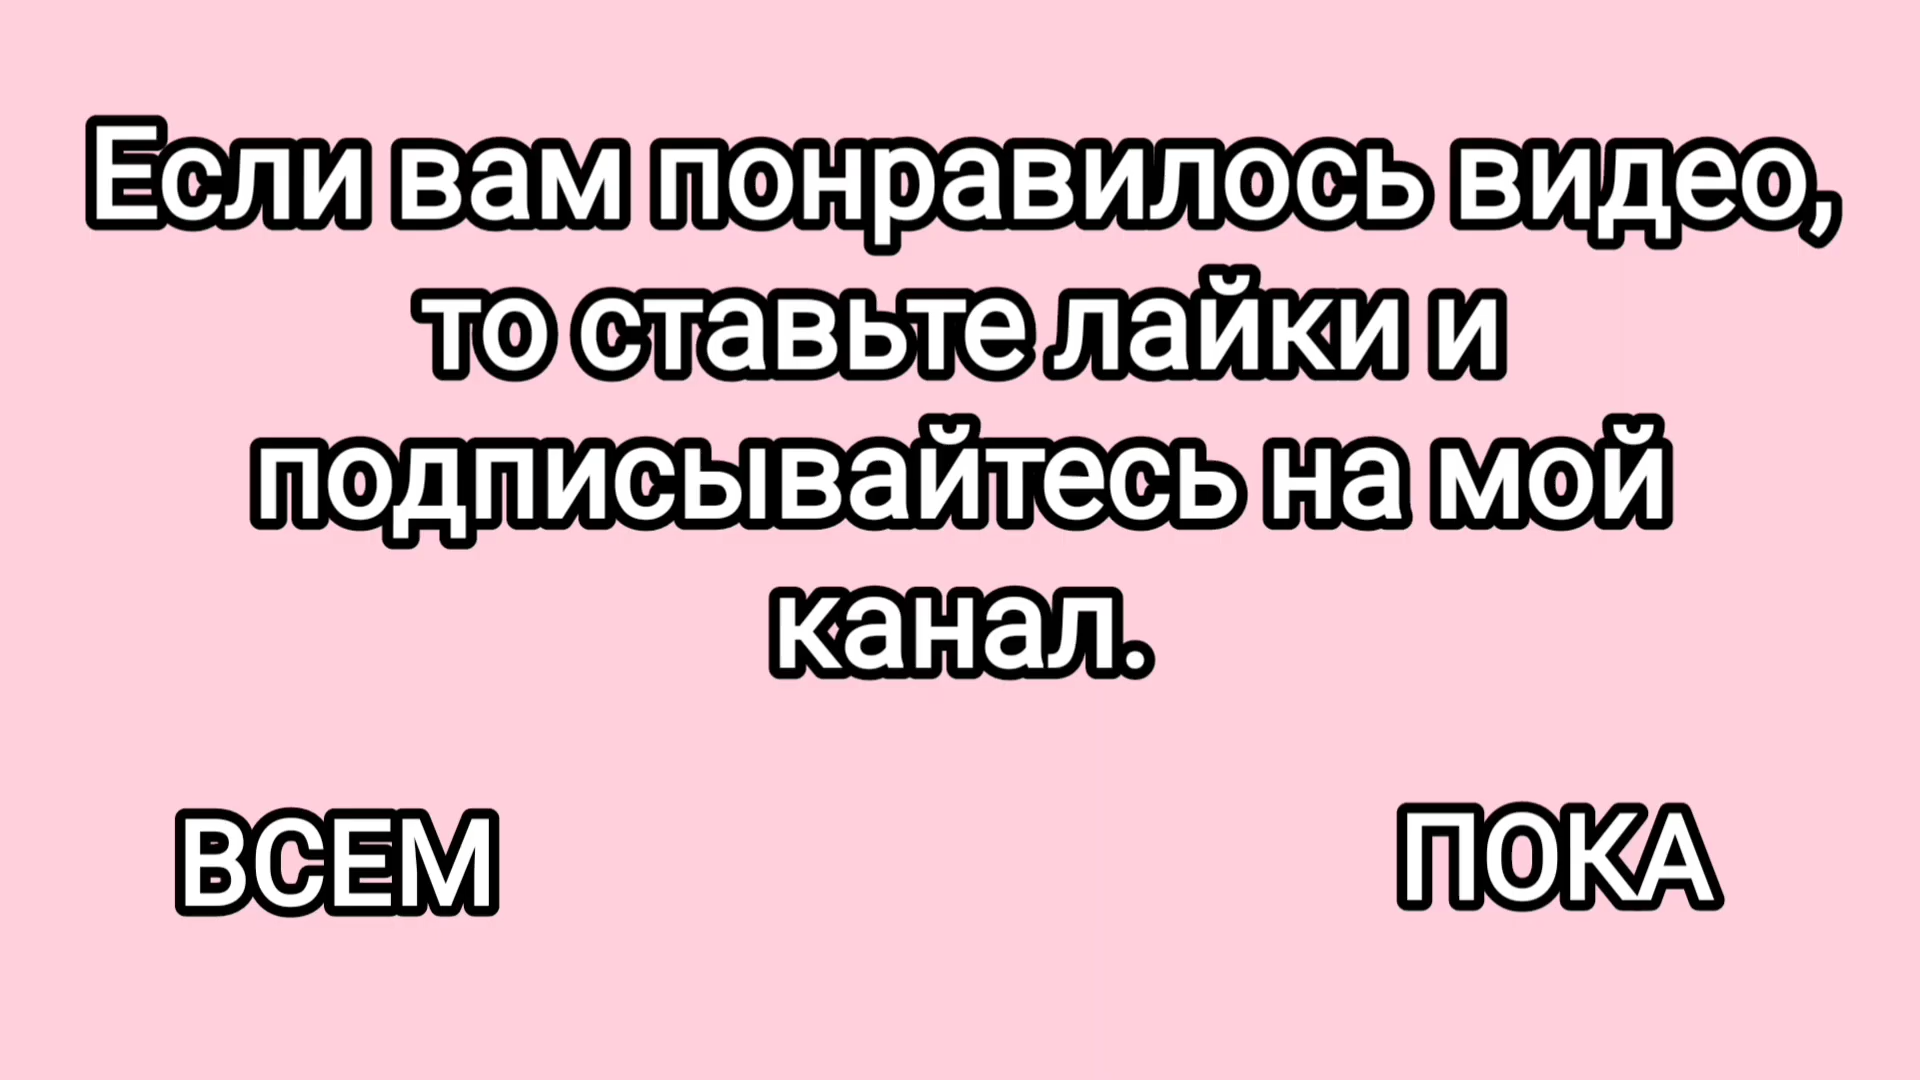 Если вам понравилось видео,
то ставьте лайки и
подписывайтесь на мой
канал.
ВСЕМ ПОКА